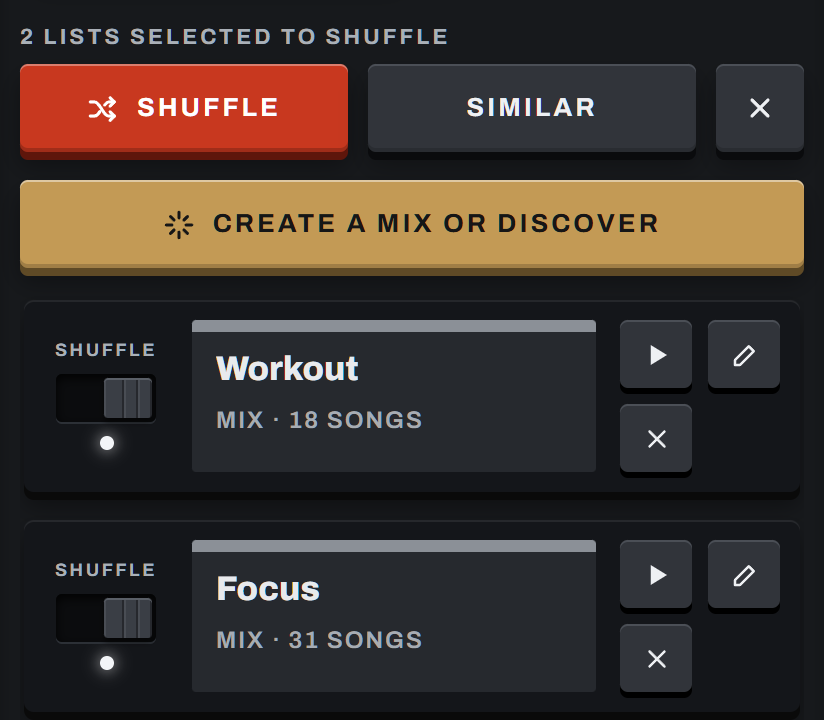 2 LISTS SELECTED TO SHUFFLE
SHUFFLE
SIMILAR
CREATE A MIX OR DISCOVER
SHUFFLE
Workout
MIX · 18 SONGS
SHUFFLE
Focus
MIX · 31 SONGS